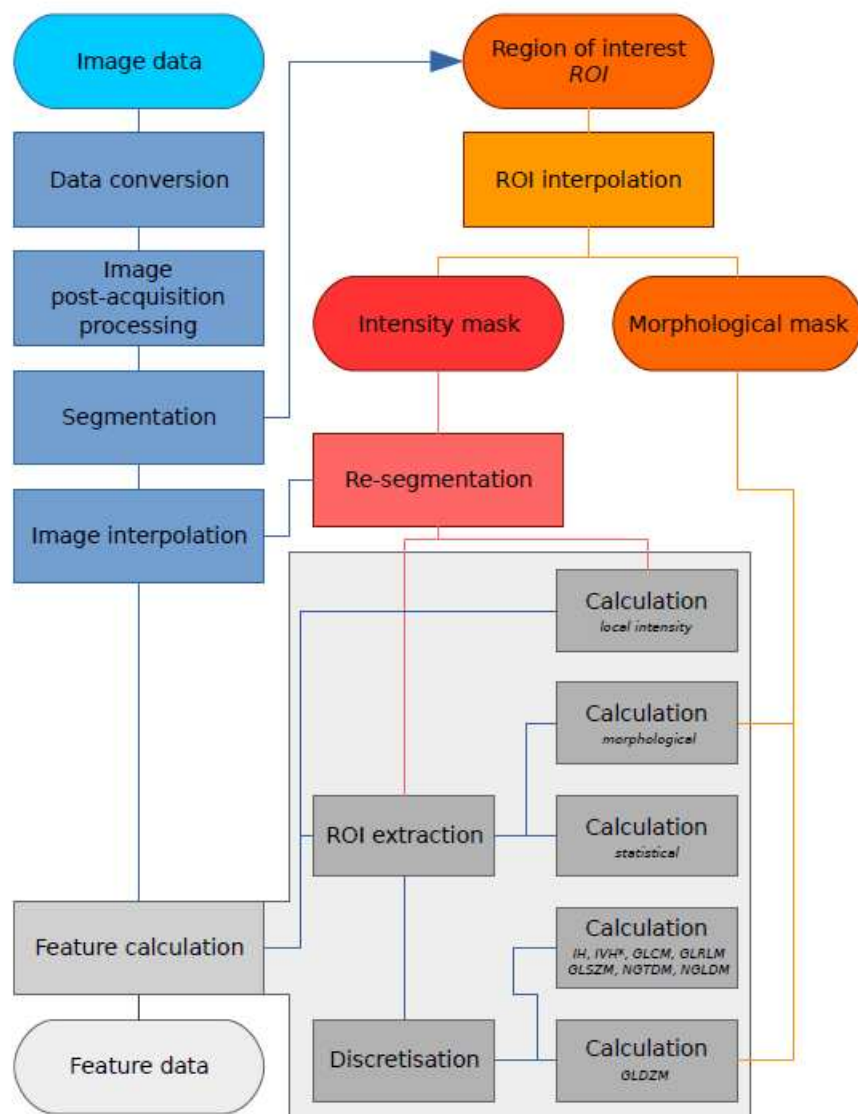 Image data
Region of interest
ROI
Data conversion
ROI interpolation
Image
post-acquisition
processing
Intensity mask
Morphological mask
Segmentation
Re-segmentation
Image interpolation
Calculation
local intensity
Calculation
morphological
ROI extraction
Calculation
statistical
Feature calculation
Calculation
IH, IVH*, GLCM, GLRLM
GLSZM, NGTDM, NGLDM
Feature data
Discretisation
Calculation
GLDZM